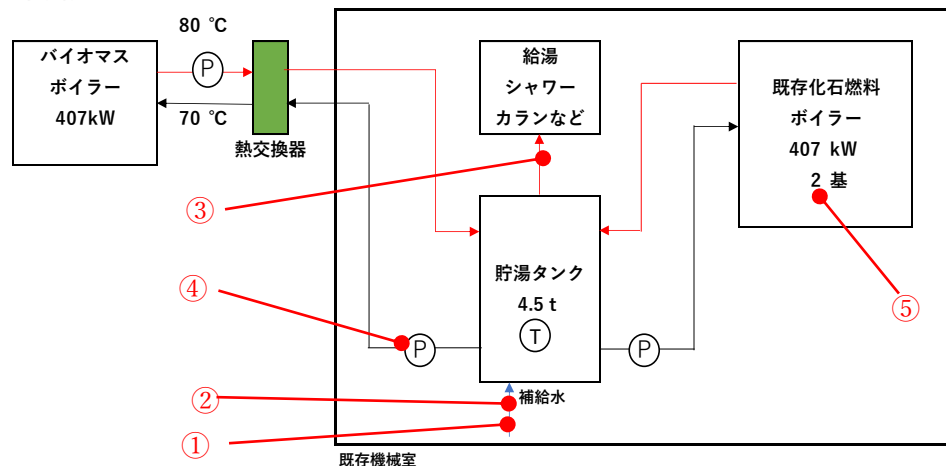 80 ℃
バイオマス
ボイラー
407kW
P
70 ℃
熱交換器
給湯
シャワー
カランなど
既存化石燃料
ボイラー
407 kW
2 基
③
貯湯タンク
4.5 t
T
④
P
P
⑤
②
補給水
①
既存機械室